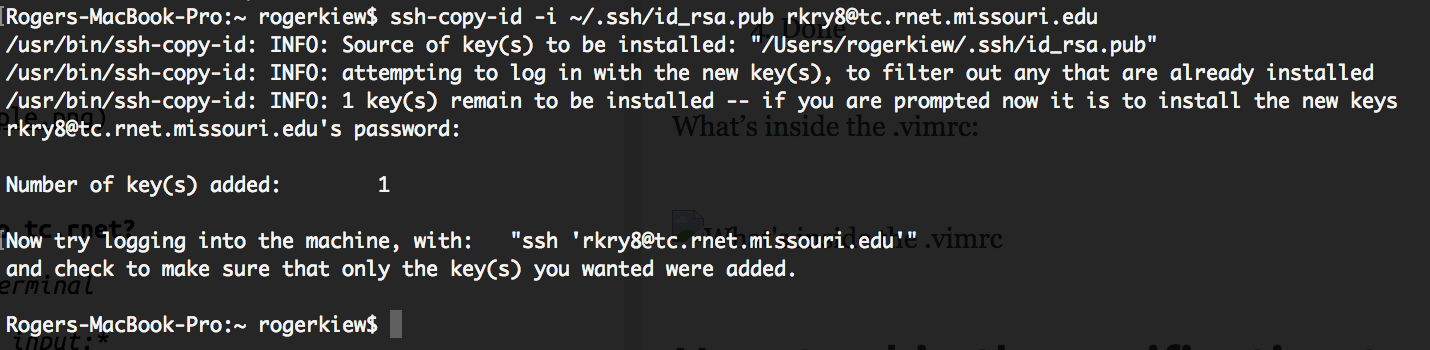 [Rogers-MacBook-Pro:~ rogerkiew$ ssh-copy-id -i ~/.ssh/id_rsa.pub rkry8@tc.rnet.missouri.edu
4. Done
/usr/bin/ssh-copy-id: INFO: Source of key(s) to be installed: "/Users/rogerkiew/.ssh/id_rsa.pub"
/usr/bin/ssh-copy-id: INFO: attempting to log in with the new key(s), to filter out any that are already installed
/usr/bin/ssh-copy-id: INFO: 1 key(s) remain to be installed -- if you are prompted now it is to install the new keys
rkry8@tc.rnet.missouri.edu's password:
What's inside the .vimrc:
Number of key(s) added: 1
tc rnet?
[Now try logging into the machine, with: "ssh 'rkry8@tc.rnet.missouri.edu'"
What's inside the .vimrc
and check to make sure that only the key(s) you wanted were added.
Rogers-MacBook-Pro:~ rogerkiew$
input:*